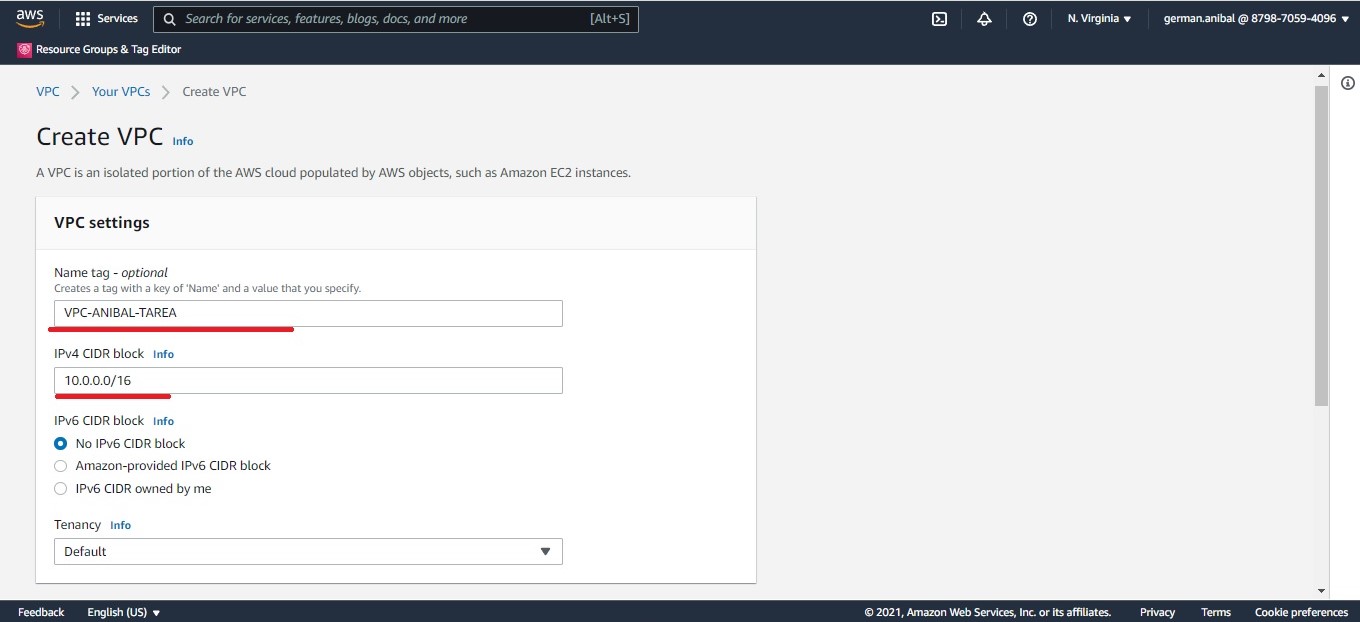 aws
Services
Search for services, features, blogs, docs, and more [Alt+S]
N. Virginia
german.anibal @ 8798-7059-4096
Resource Groups & Tag Editor
VPC
Your VPCs
Create VPC
Create VPC Info
A VPC is an isolated portion of the AWS cloud populated by AWS objects, such as Amazon EC2 instances.
VPC settings
Name tag - optional
Creates a tag with a key of 'Name' and a value that you specify.
VPC-ANIBAL-TAREA
IPv4 CIDR block Info
10.0.0.0/16
IPv6 CIDR block Info
No IPv6 CIDR block
Amazon-provided IPv6 CIDR block
IPv6 CIDR owned by me
Tenancy Info
Default
Feedback English (US) © 2021, Amazon Web Services, Inc. or its affiliates. Privacy Terms Cookie preferences